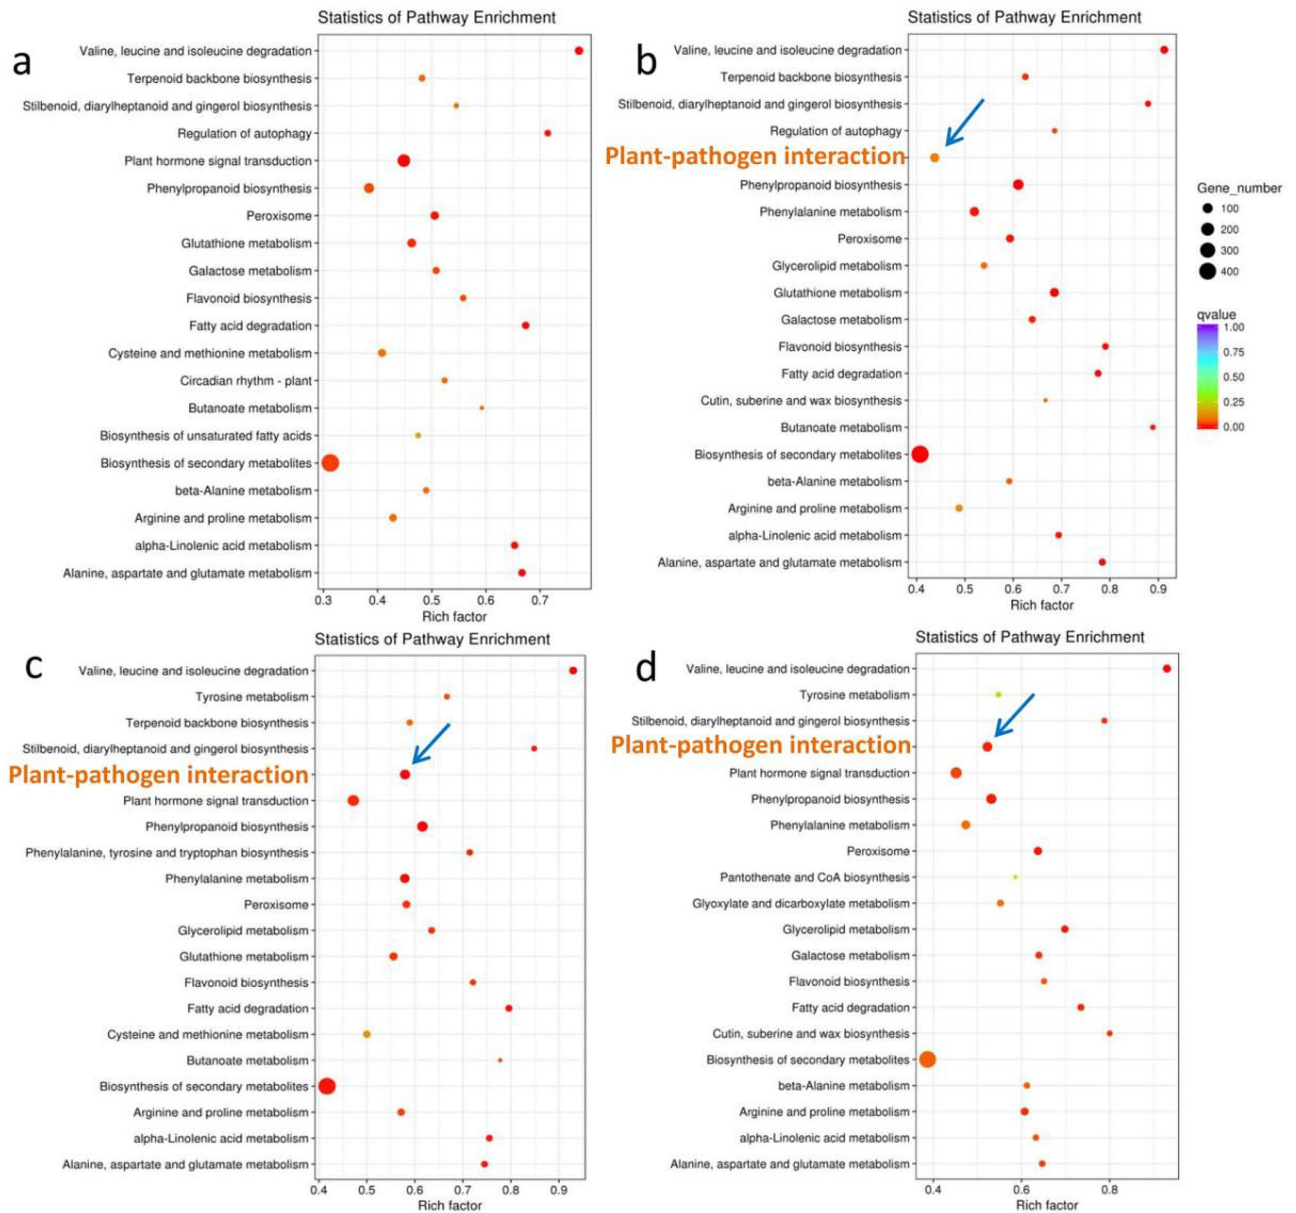 a
Statistics of Pathway Enrichment
Valine, leucine and isoleucine degradation
Terpenoid backbone biosynthesis
Stilbenoid, diarylheptanoid and gingerol biosynthesis
Regulation of autophagy
Plant hormone signal transduction
Phenylpropanoid biosynthesis
Peroxisome
Glutathione metabolism
Galactose metabolism
Flavonoid biosynthesis
Fatty acid degradation
Cysteine and methionine metabolism
Circadian rhythm - plant
Butanoate metabolism
Biosynthesis of unsaturated fatty acids
Biosynthesis of secondary metabolites
beta-Alanine metabolism
Arginine and proline metabolism
alpha-Linolenic acid metabolism
Alanine, aspartate and glutamate metabolism
0.3 0.4 0.5 0.6 0.7
Rich factor
b
Statistics of Pathway Enrichment
Valine, leucine and isoleucine degradation
Terpenoid backbone biosynthesis
Stilbenoid, diarylheptanoid and gingerol biosynthesis
Regulation of autophagy
Plant-pathogen interaction
Phenylpropanoid biosynthesis
Phenylalanine metabolism
Peroxisome
Glycerolipid metabolism
Glutathione metabolism
Galactose metabolism
Flavonoid biosynthesis
Fatty acid degradation
Cutin, suberine and wax biosynthesis
Butanoate metabolism
Biosynthesis of secondary metabolites
beta-Alanine metabolism
Arginine and proline metabolism
alpha-Linolenic acid metabolism
Alanine, aspartate and glutamate metabolism
0.4 0.5 0.6 0.7 0.8 0.9
Rich factor
Gene_number
100
200
300
400
qvalue
1.00
0.75
0.50
0.25
0.00
c
Statistics of Pathway Enrichment
Valine, leucine and isoleucine degradation
Tyrosine metabolism
Terpenoid backbone biosynthesis
Stilbenoid, diarylheptanoid and gingerol biosynthesis
Plant-pathogen interaction
Plant hormone signal transduction
Phenylpropanoid biosynthesis
Phenylalanine, tyrosine and tryptophan biosynthesis
Phenylalanine metabolism
Peroxisome
Glycerolipid metabolism
Glutathione metabolism
Flavonoid biosynthesis
Fatty acid degradation
Cysteine and methionine metabolism
Butanoate metabolism
Biosynthesis of secondary metabolites
Arginine and proline metabolism
alpha-Linolenic acid metabolism
Alanine, aspartate and glutamate metabolism
0.4 0.5 0.6 0.7 0.8 0.9
Rich factor
d
Statistics of Pathway Enrichment
Valine, leucine and isoleucine degradation
Tyrosine metabolism
Stilbenoid, diarylheptanoid and gingerol biosynthesis
Plant-pathogen interaction
Plant hormone signal transduction
Phenylpropanoid biosynthesis
Phenylalanine metabolism
Peroxisome
Pantothenate and CoA biosynthesis
Glyoxylate and dicarboxylate metabolism
Glycerolipid metabolism
Galactose metabolism
Flavonoid biosynthesis
Fatty acid degradation
Cutin, suberine and wax biosynthesis
Biosynthesis of secondary metabolites
beta-Alanine metabolism
Arginine and proline metabolism
alpha-Linolenic acid metabolism
Alanine, aspartate and glutamate metabolism
0.4 0.6 0.8
Rich factor